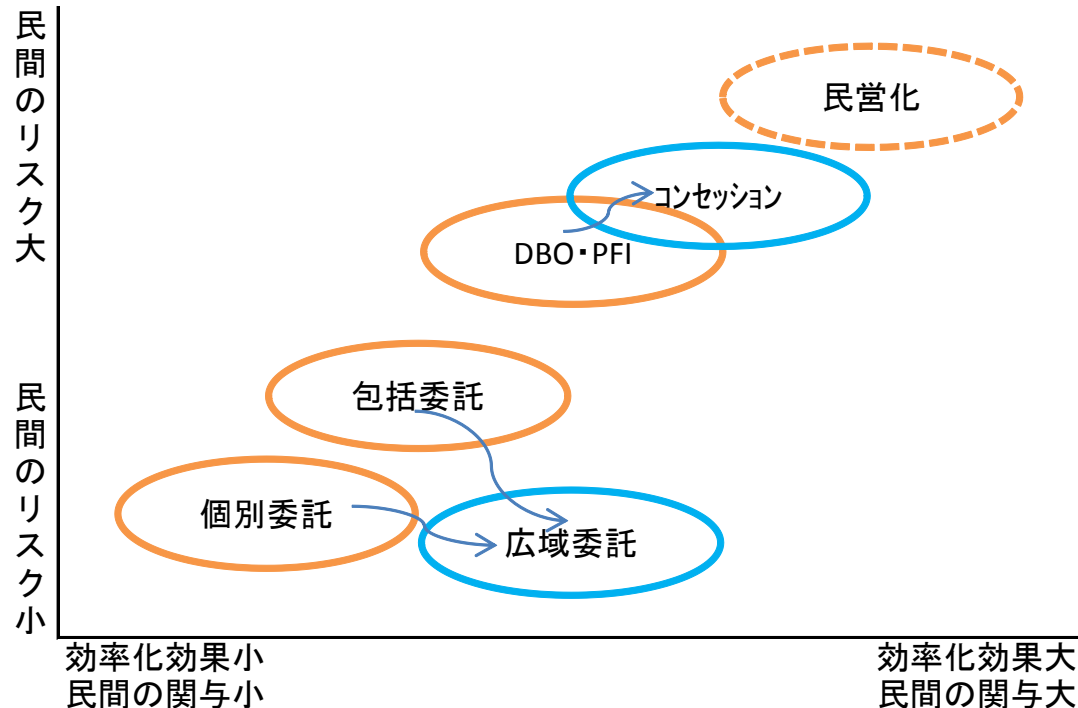 民間のリスク大
民営化
コンセッション
DBO・PFI
包括委託
民間のリスク小
個別委託
広域委託
効率化効果小
民間の関与小
効率化効果大
民間の関与大